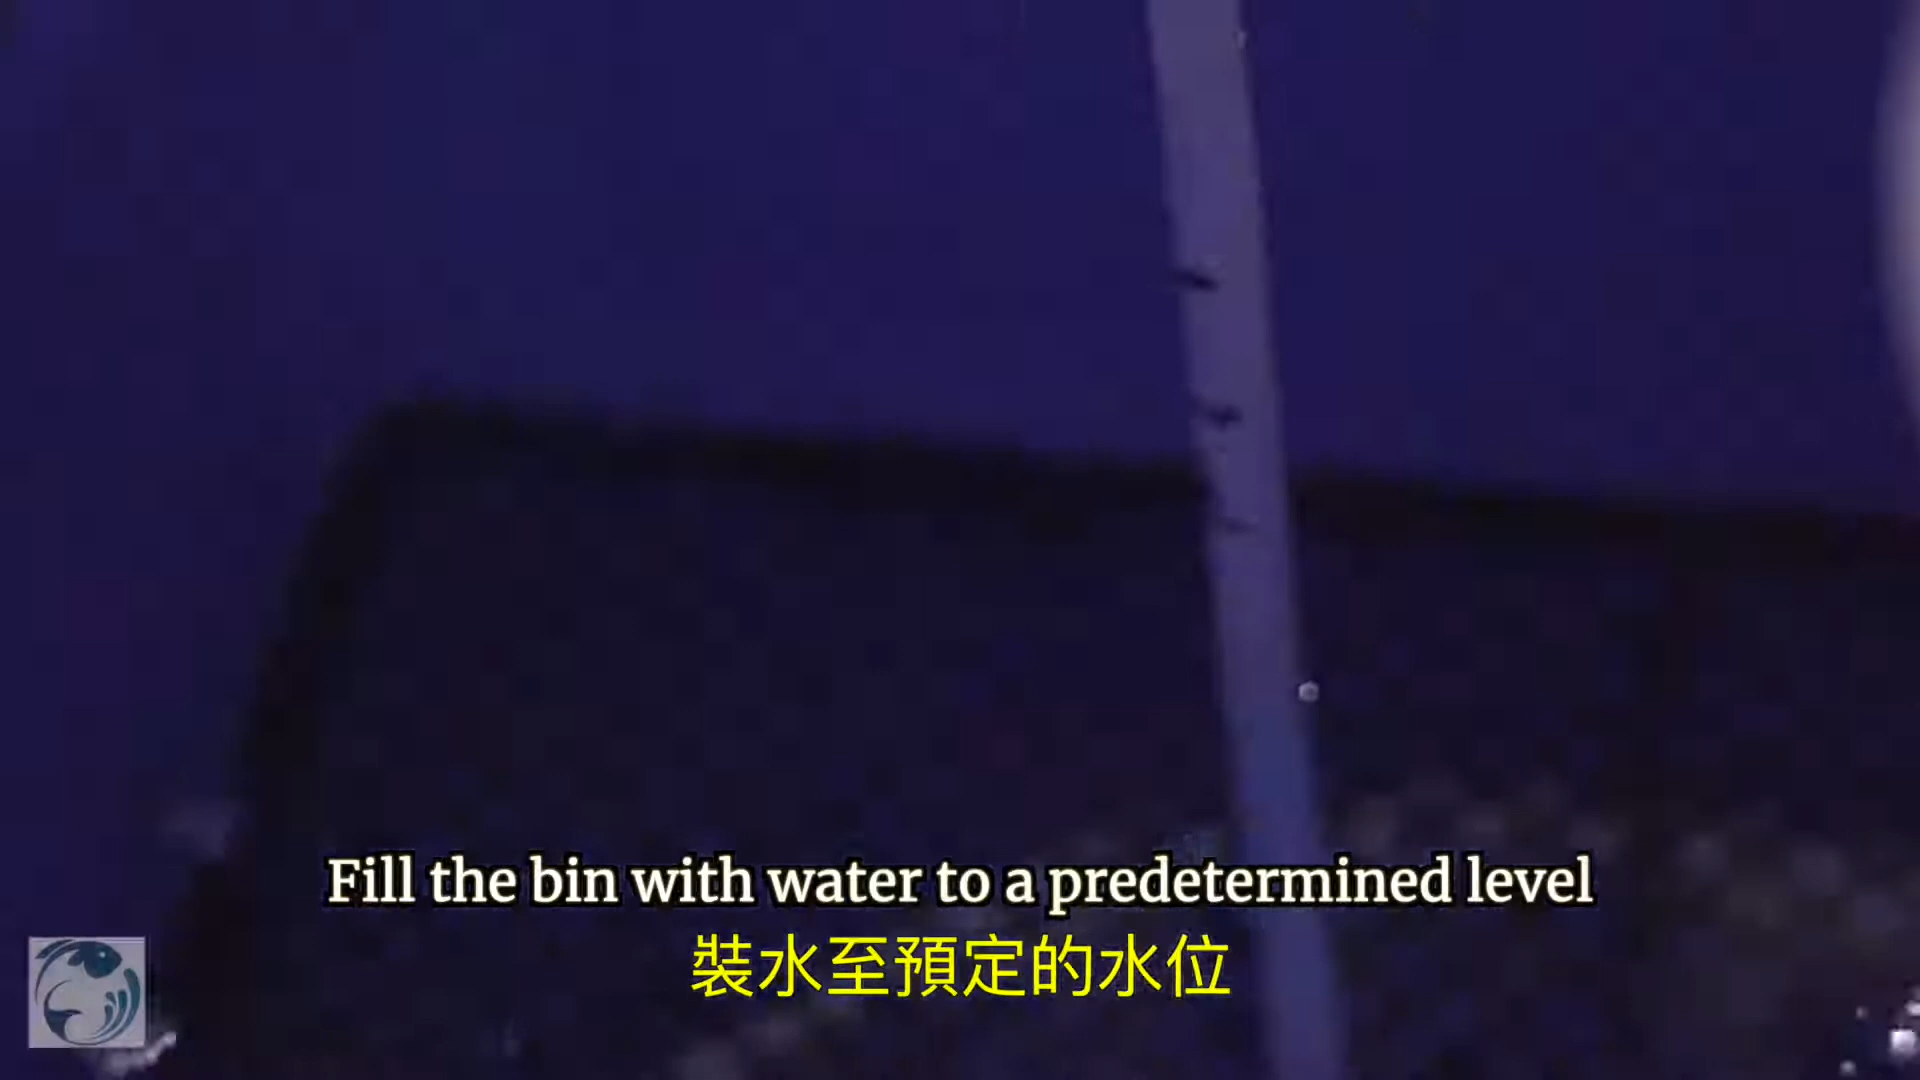 Fill the bin with water to a predetermined level
裝水至預定的水位